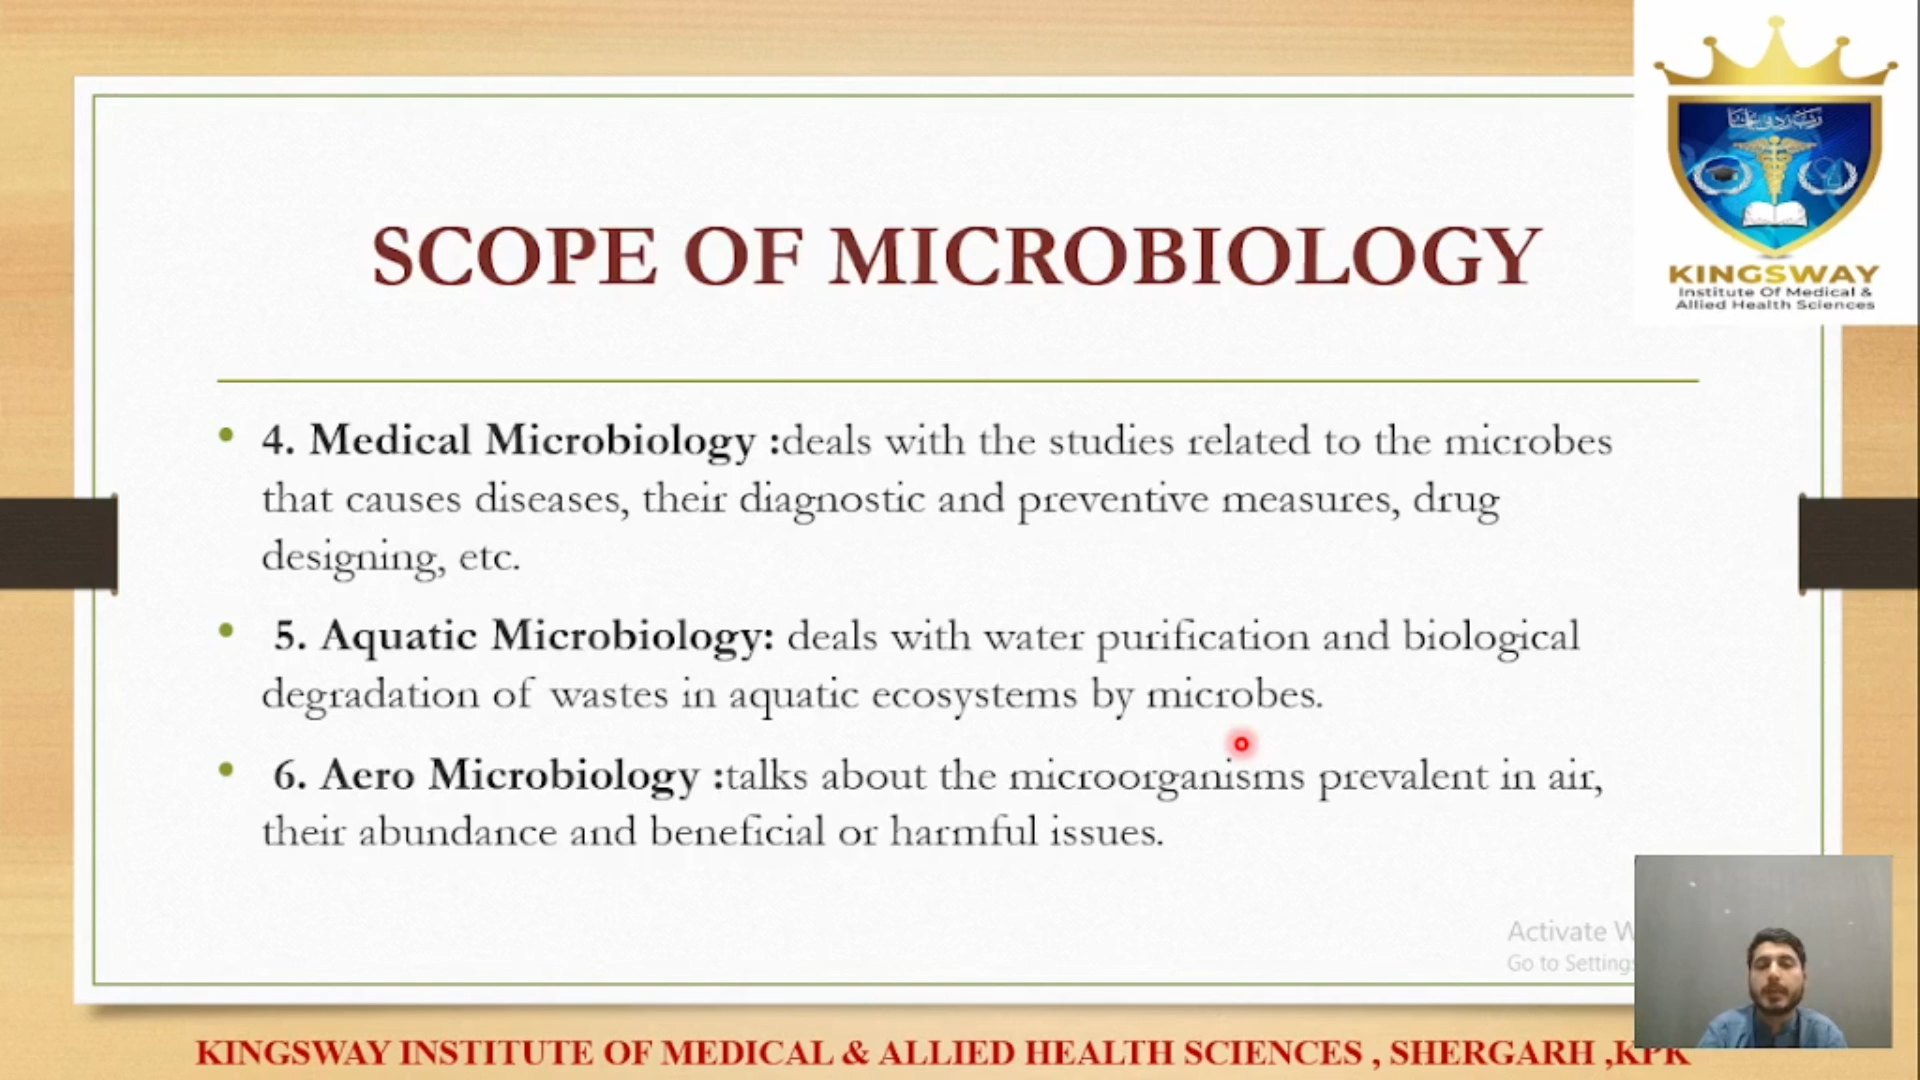 SCOPE OF MICROBIOLOGY
KINGSWAY
Institute Of Medical &
Allied Health Sciences
• 4. Medical Microbiology :deals with the studies related to the microbes
that causes diseases, their diagnostic and preventive measures, drug
designing, etc.
• 5. Aquatic Microbiology: deals with water purification and biological
degradation of wastes in aquatic ecosystems by microbes.
• 6. Aero Microbiology :talks about the microorganisms prevalent in air,
their abundance and beneficial or harmful issues.
Activate W
Go to Settings
KINGSWAY INSTITUTE OF MEDICAL & ALLIED HEALTH SCIENCES , SHERGARH ,KPK